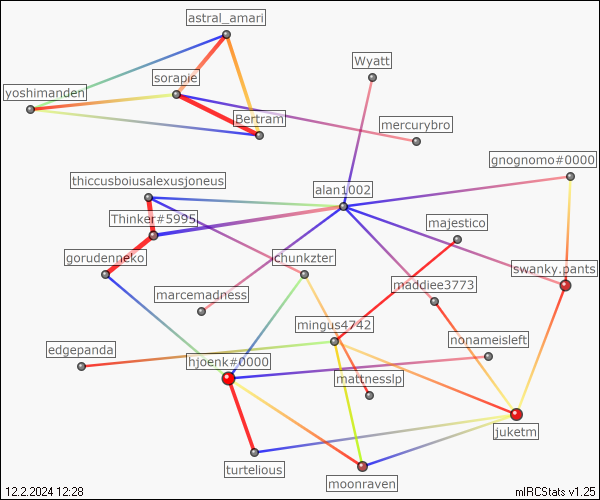 astral_amari
Wyatt
sorapie
yoshimanden
Bertram
mercurybro
gnognomo#0000
thiccusboiusalexusjoneus
alan1002
Thinker#5995
majestico
gorudenneko
chunkzter
swanky.pants
maddiee3773
marcemadness
mingus4742
nonameisleft
edgepanda
hjoenk#0000
mattnesslp
juketm
turtelious
moonraven
12.2.2024 12:28
mIRCStats v1.25